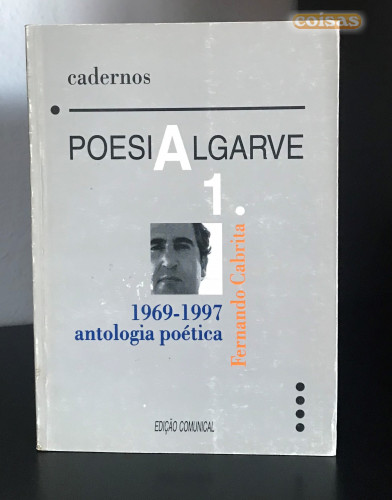 coisas
cadernos
POESIALGARVE
1.
Fernando Cabrita
1969-1997
antologia poética
EDIÇÃO COMUNICAL